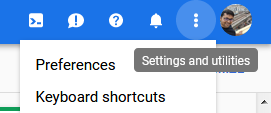 Settings and utilities
Preferences
Keyboard shortcuts